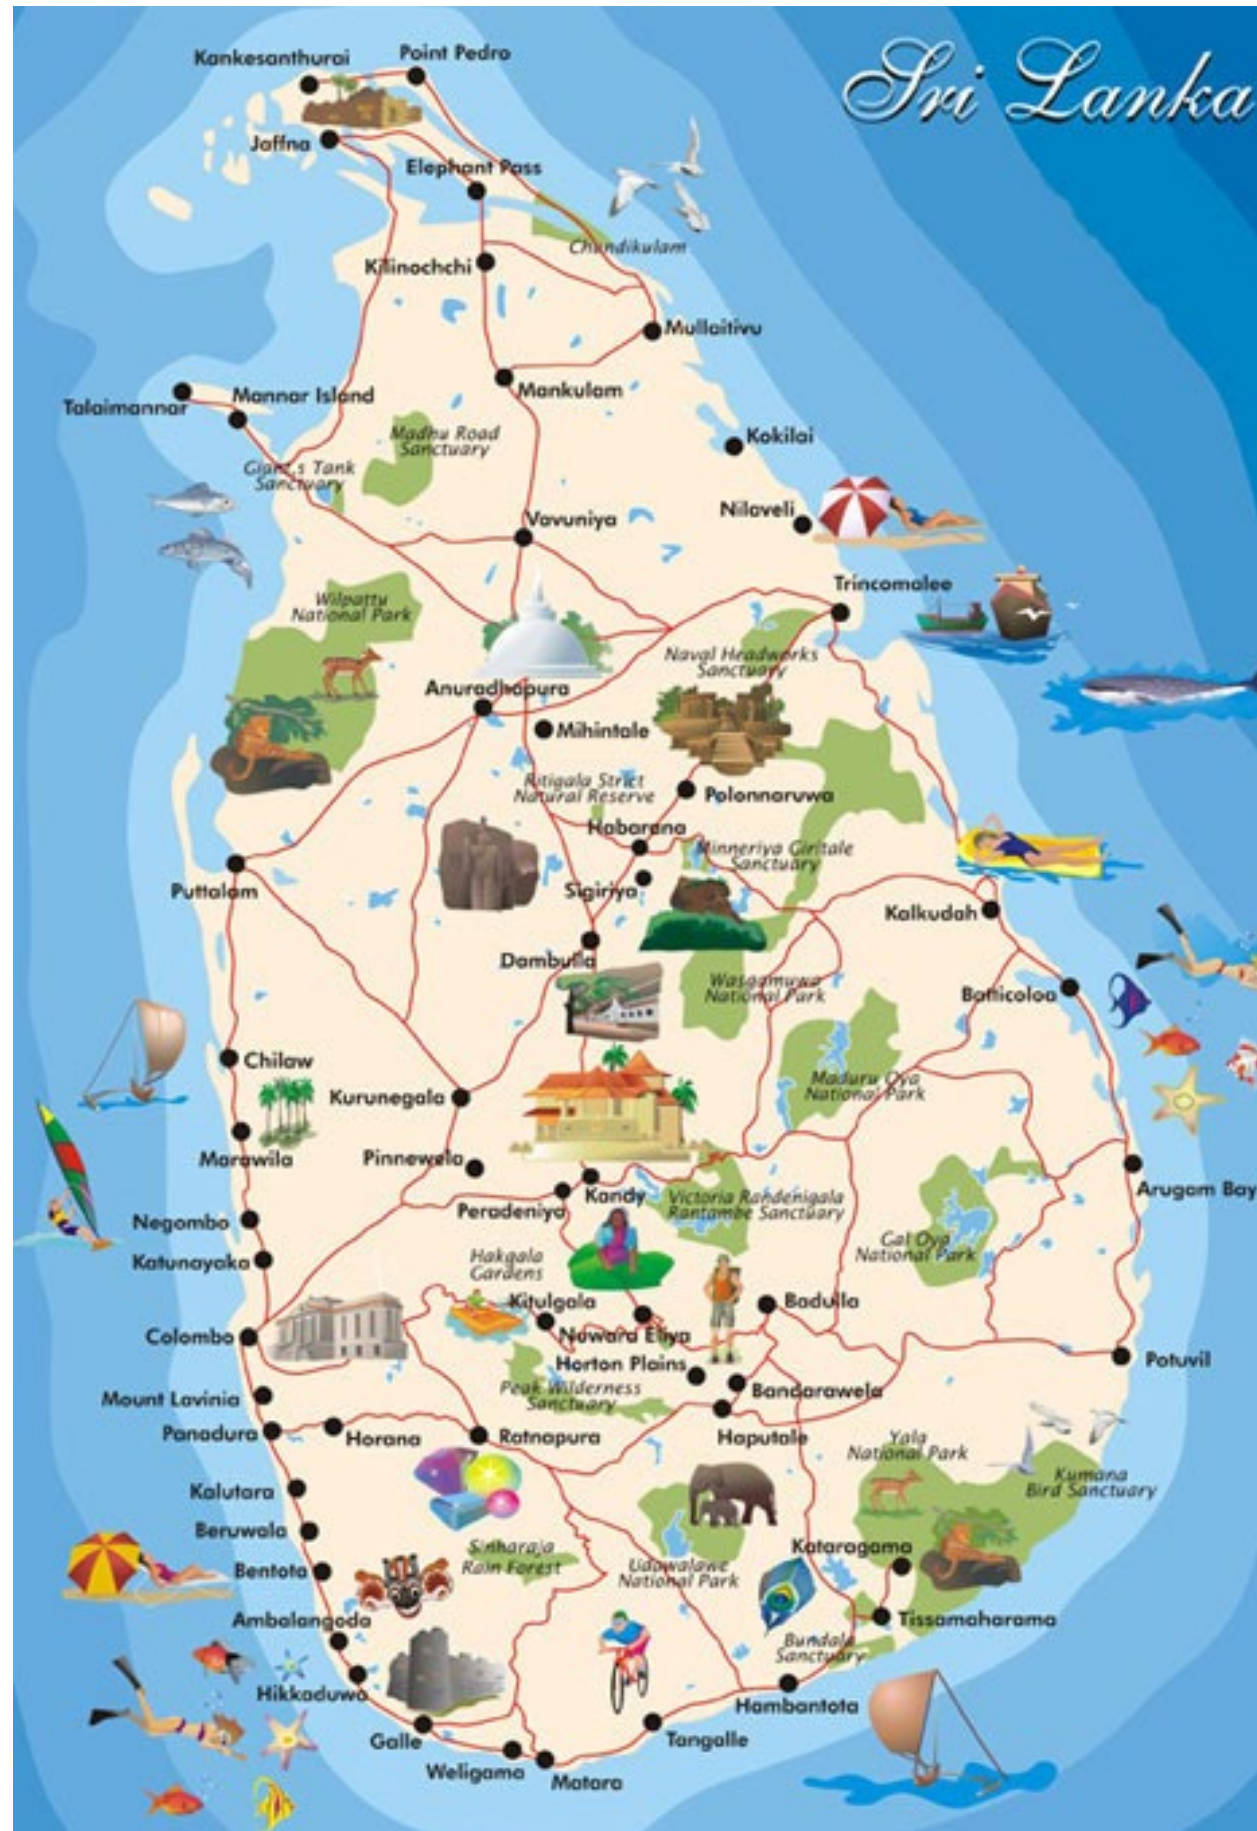 Sri Lanka
Kankesanthurai
Point Pedro
Jaffna
Elephant Pass
Chundikulam
Kilinochchi
Mullaitivu
Mankulam
Talaimannar
Mannar Island
Madhu Road
Sanctuary
Kokilai
Giant,s Tank
Sanctuary
Nilaveli
Vavuniya
Trincomalee
Wilpattu
National Park
Naval Headworks
Sanctuary
Anuradhapura
Mihintale
Ritigala Strict
Natural Reserve
Polonnaruwa
Habarana
Minneriya Giritale
Sanctuary
Puttalam
Sigiriya
Kalkudah
Dambulla
Wasgamuwa
National Park
Batticoloa
Chilaw
Maduru Oya
National Park
Kurunegala
Marawila
Pinnewela
Kandy
Arugam Bay
Victoria Randenigala
Rantambe Sanctuary
Peradeniya
Negombo
Gal Oya
National Park
Katunayaka
Hakgala
Gardens
Kitulgala
Badulla
Colombo
Nuwara Eliya
Horton Plains
Potuvil
Mount Lavinia
Peak Wilderness
Sanctuary
Bandarawela
Panadura
Horana
Ratnapura
Haputale
Yala
National Park
Kumana
Bird Sanctuary
Kalutara
Beruwala
Sinharaja
Rain Forest
Kataragama
Bentota
Udawalawe
National Park
Ambalangoda
Tissamaharama
Bundala
Sanctuary
Hikkaduwa
Hambantota
Galle
Tangalle
Weligama
Matara